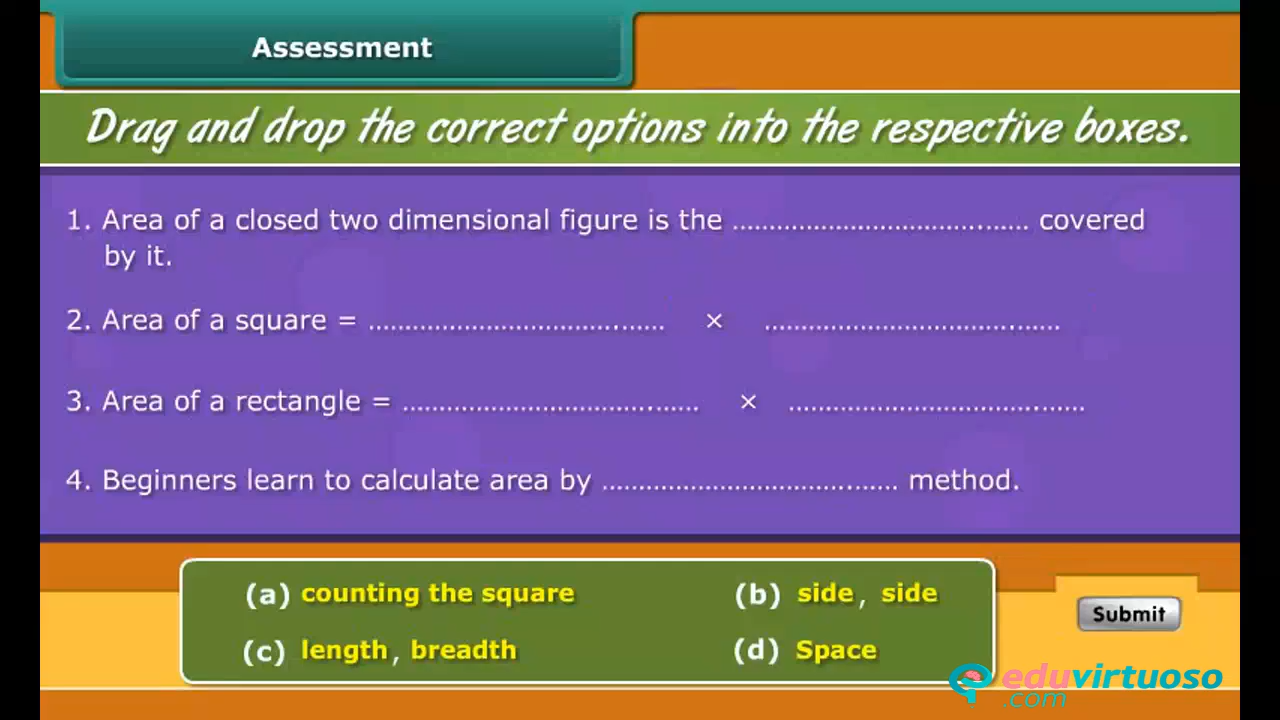 Assessment
Drag and drop the correct options into the respective boxes.
1. Area of a closed two dimensional figure is the ........................................ covered
by it.
2. Area of a square = ........................................ × ........................................
3. Area of a rectangle = ........................................ × ........................................
4. Beginners learn to calculate area by ........................................ method.
(a) counting the square (b) side, side
(c) length, breadth (d) Space
Submit
eduvirtuoso
.com